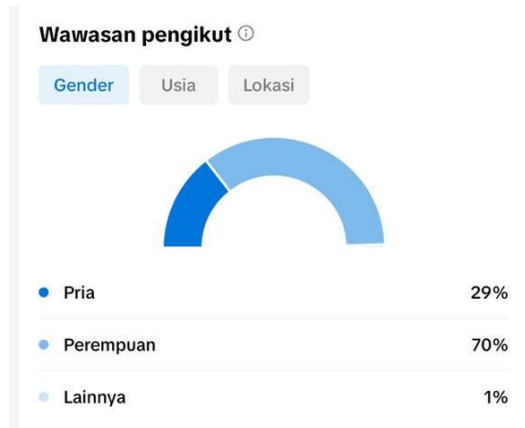 Wawasan pengikut
Gender Usia Lokasi
Pria 29%
Perempuan 70%
Lainnya 1%